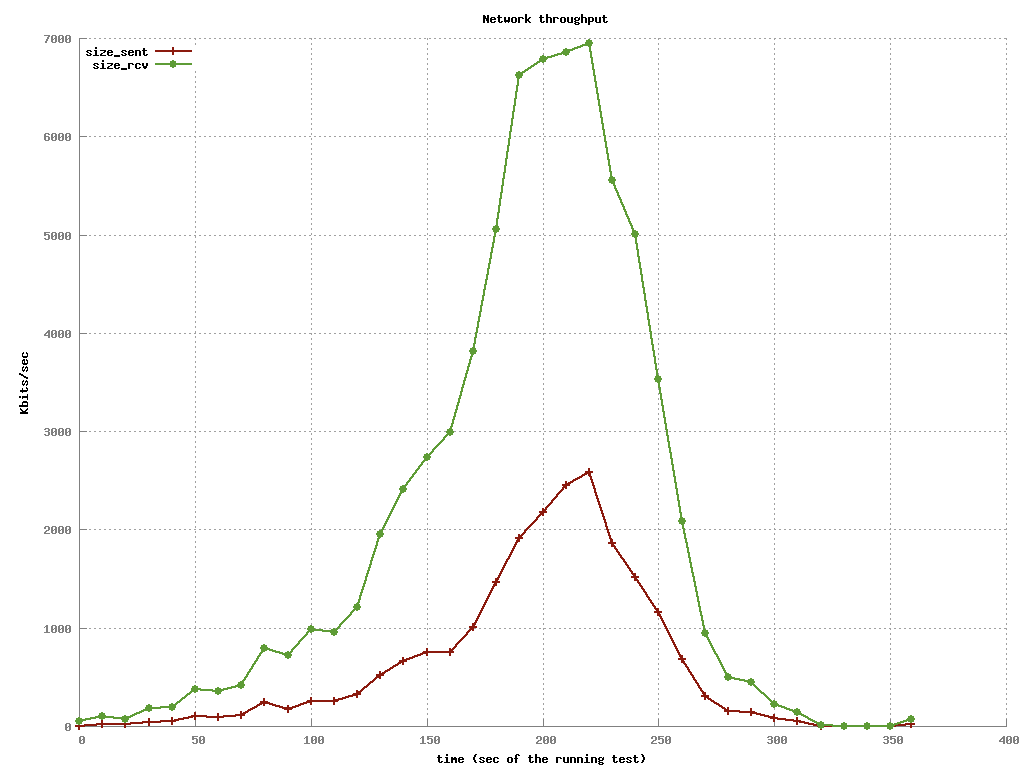 Network throughput
size_sent
size_rcv
7000
6000
5000
4000
3000
2000
1000
0
Kbits/sec
0 50 100 150 200 250 300 350 400
time (sec of the running test)